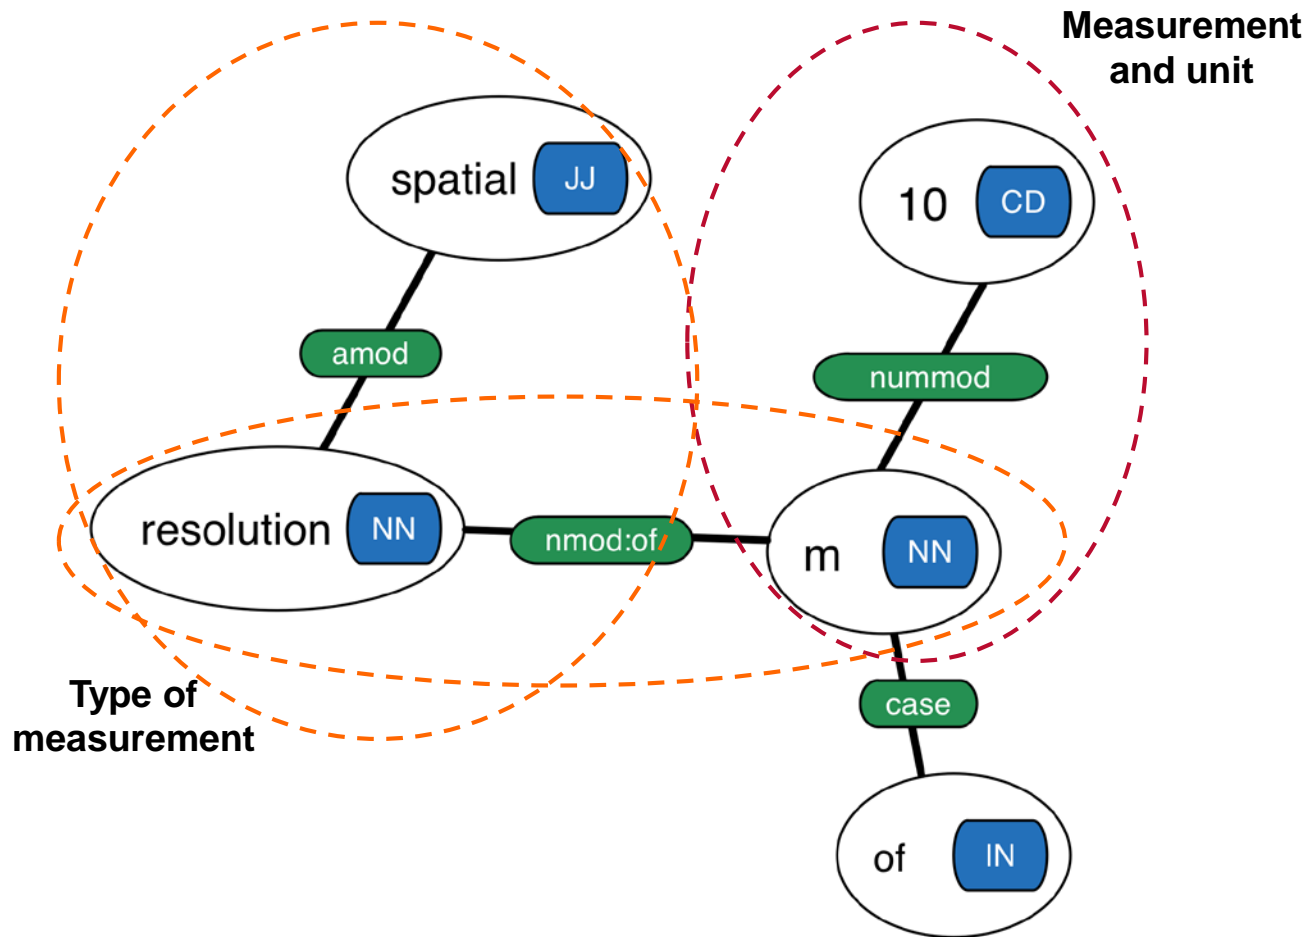 Measurement
and unit
spatial JJ
10 CD
amod
nummod
resolution NN
nmod:of
m NN
Type of
measurement
case
of IN